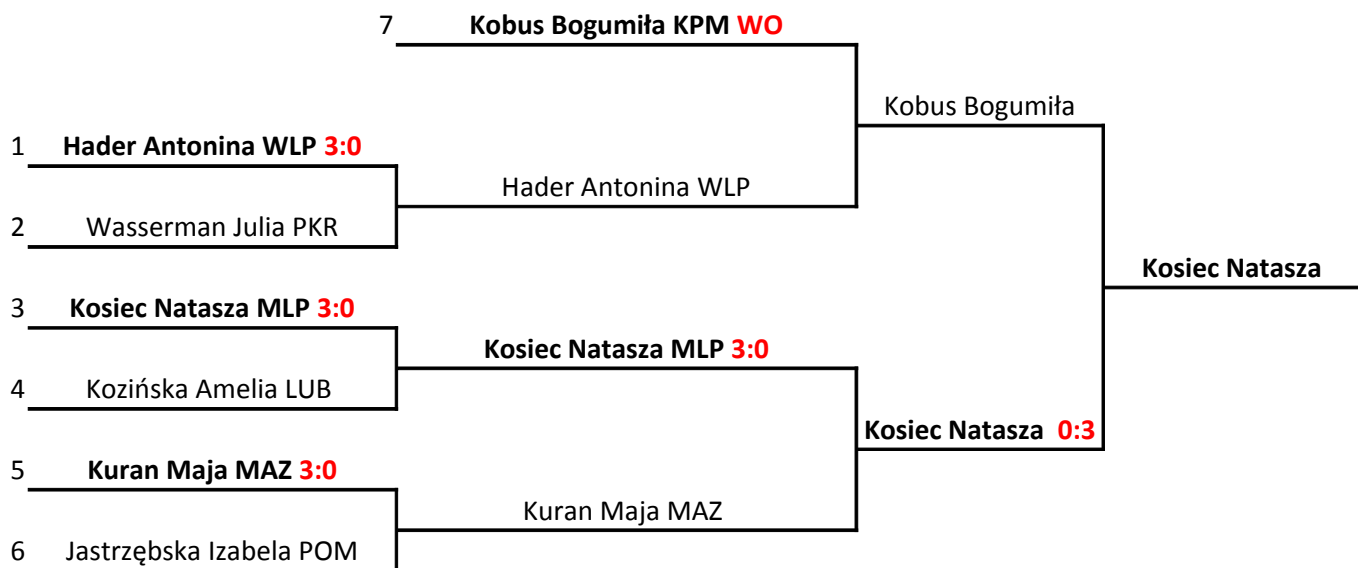 7 Kobus Bogumiła KPM WO
Kobus Bogumiła
1 Hader Antonina WLP 3:0
Hader Antonina WLP
2 Wasserman Julia PKR
Kosiec Natasza
3 Kosiec Natasza MLP 3:0
Kosiec Natasza MLP 3:0
4 Kozińska Amelia LUB
Kosiec Natasza 0:3
5 Kuran Maja MAZ 3:0
Kuran Maja MAZ
6 Jastrzębska Izabela POM